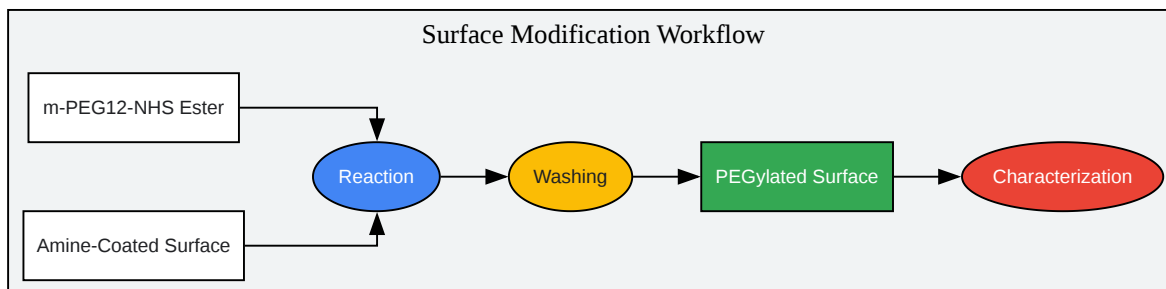 Surface Modification Workflow
m-PEG12-NHS Ester
Reaction
Washing
PEGylated Surface
Characterization
Amine-Coated Surface